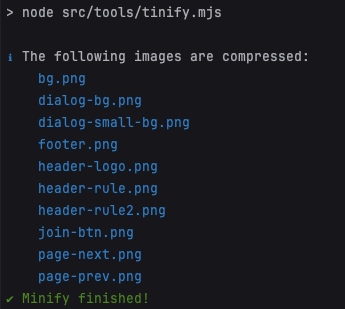 > node src/tools/tinify.mjs
ℹ The following images are compressed:
bg.png
dialog-bg.png
dialog-small-bg.png
footer.png
header-logo.png
header-rule.png
header-rule2.png
join-btn.png
page-next.png
page-prev.png
✔ Minify finished!